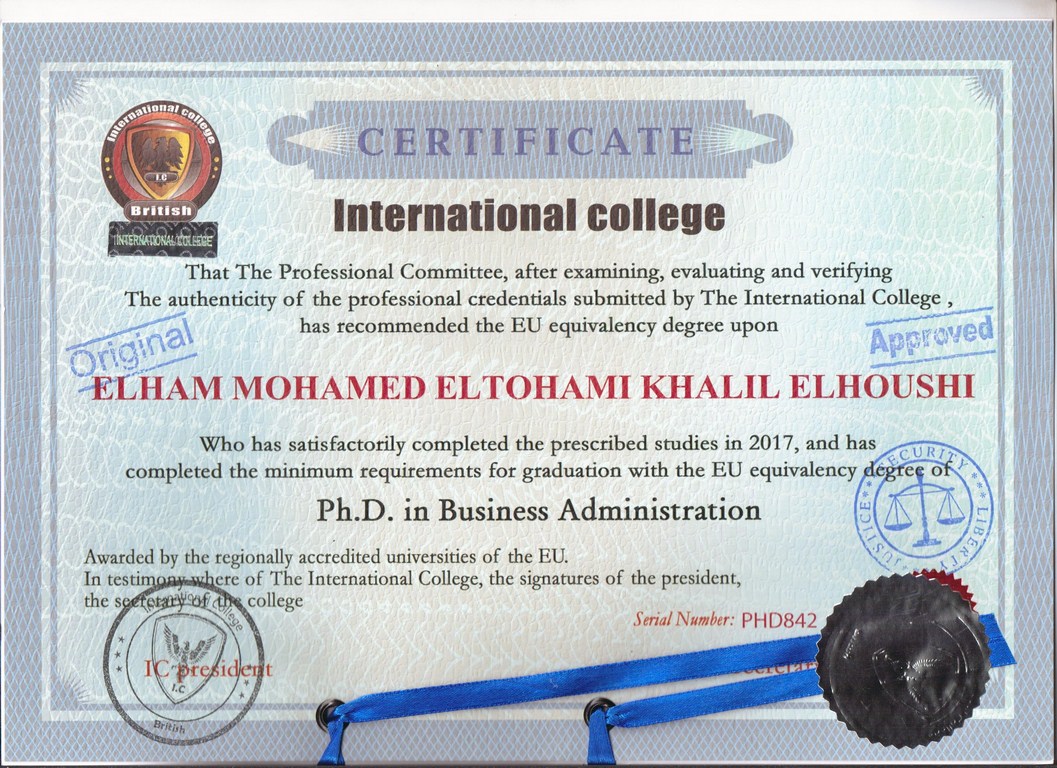 International college
I.C
British
INTERNATIONAL COLLEGE
CERTIFICATE
International college
That The Professional Committee, after examining, evaluating and verifying
The authenticity of the professional credentials submitted by The International College ,
has recommended the EU equivalency degree upon
Original
Approved
ELHAM MOHAMED ELTOHAMI KHALIL ELHOUSHI
Who has satisfactorily completed the prescribed studies in 2017, and has
completed the minimum requirements for graduation with the EU equivalency degree of
SECURITY
JUSTICE
LIBERTY
Ph.D. in Business Administration
Awarded by the regionally accredited universities of the EU.
In testimony where of The International College, the signatures of the president,
the secretary of the college
Serial Number: PHD842
International College
I.C
British
IC president